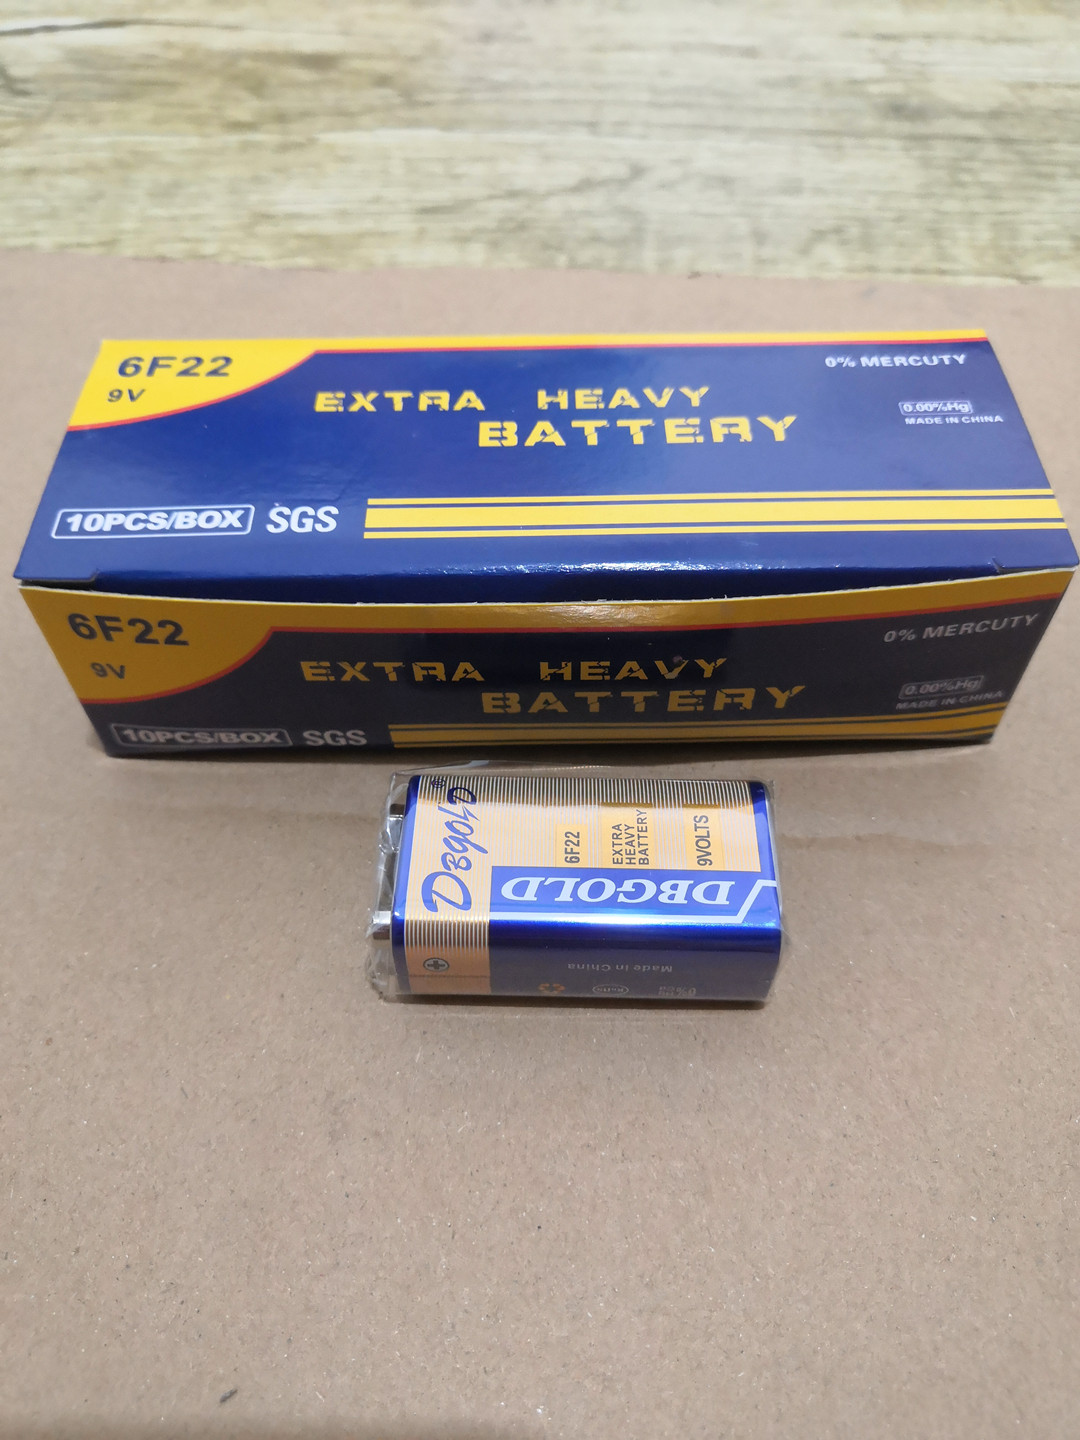 6F22
9V
EXTRA HEAVY
BATTERY
0% MERCUTY
0.00%Hg
MADE IN CHINA
10PCS/BOX SGS
6F22
9V
EXTRA HEAVY
BATTERY
0% MERCUTY
0.00%Hg
MADE IN CHINA
10PCS/BOX SGS
DBGOLD®
6F22
EXTRA
HEAVY
BATTERY
9VOLTS
DBGOLD
Made in China
RoHS